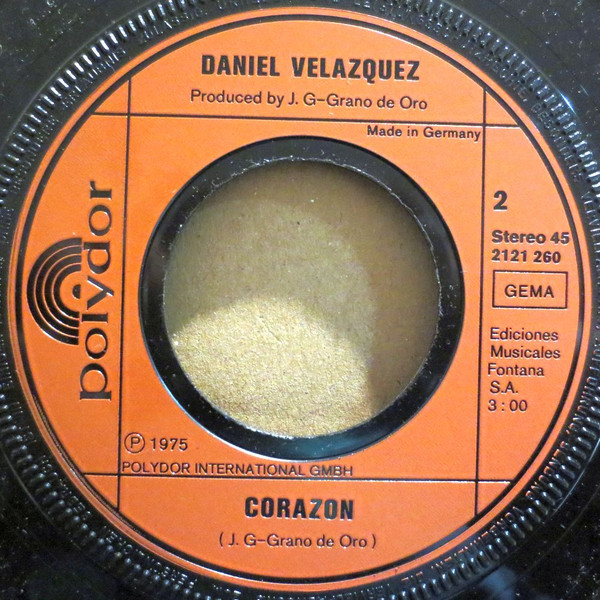 DANIEL VELAZQUEZ
Produced by J. G-Grano de Oro
Made in Germany
polydor
2
Stereo 45
2121 260
GEMA
Ediciones
Musicales
Fontana
S.A.
3:00
Ⓟ 1975
POLYDOR INTERNATIONAL GMBH
CORAZON
( J. G-Grano de Oro )